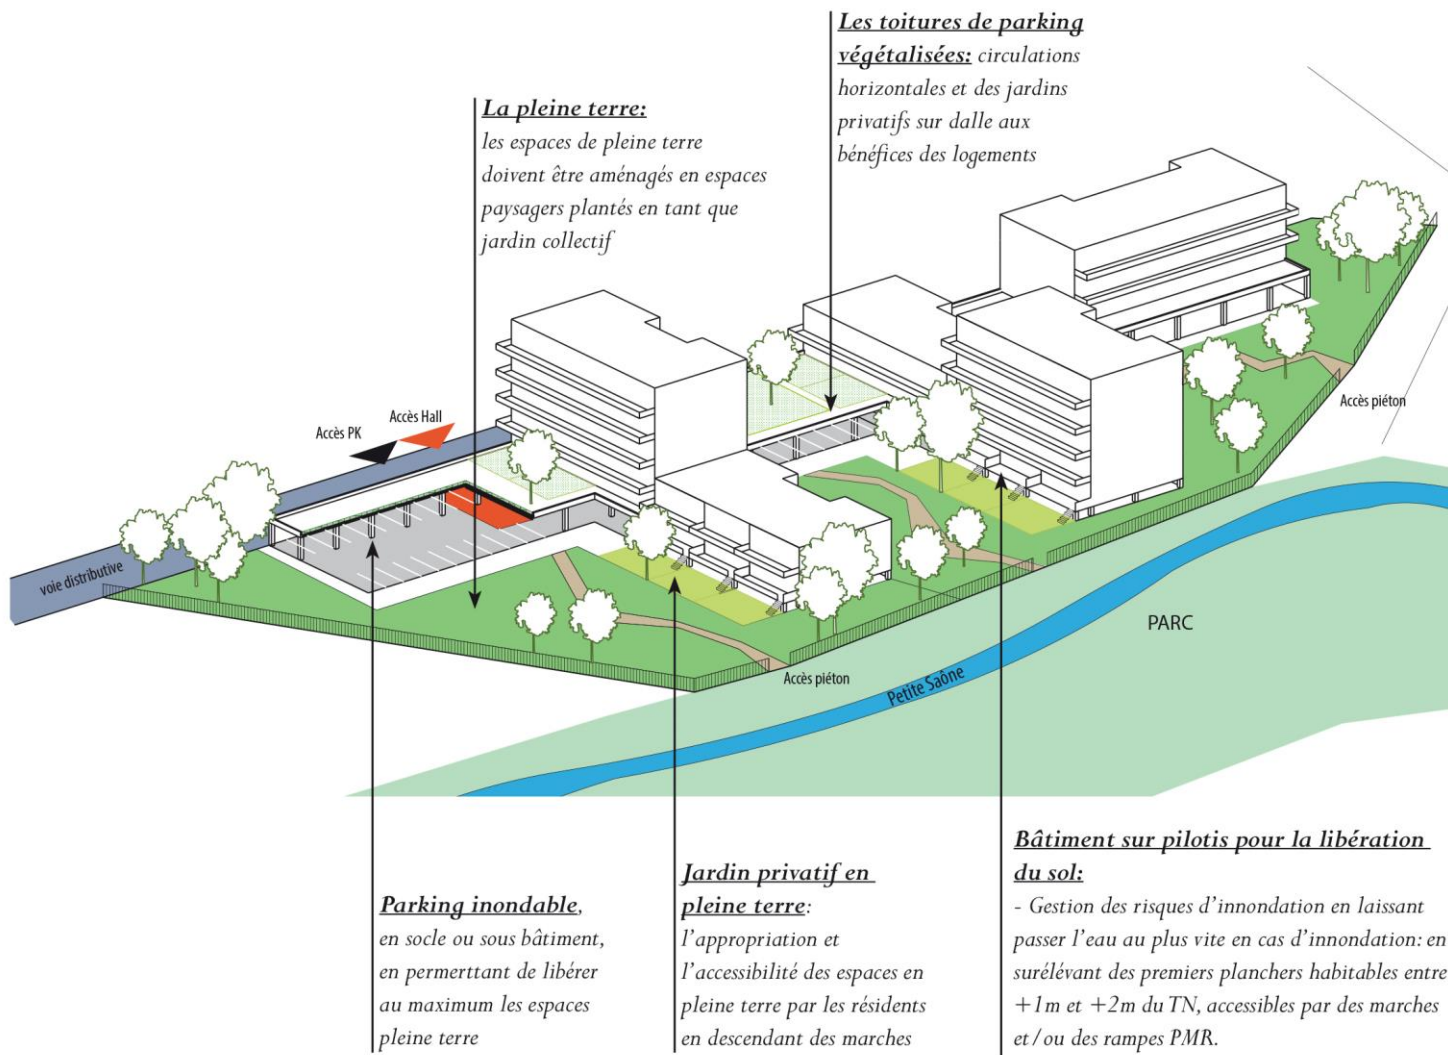 Les toitures de parking
végétalisées: circulations
horizontales et des jardins
privatifs sur dalle aux
bénéfices des logements
La pleine terre:
les espaces de pleine terre
doivent être aménagés en espaces
paysagers plantés en tant que
jardin collectif
Accès PK
Accès Hall
Accès piéton
voie distributive
PARC
Accès piéton
Petite Saône
Parking inondable,
en socle ou sous bâtiment,
en permerttant de libérer
au maximum les espaces
pleine terre
Jardin privatif en
pleine terre:
l'appropriation et
l'accessibilité des espaces en
pleine terre par les résidents
en descendant des marches
Bâtiment sur pilotis pour la libération
du sol:
- Gestion des risques d'innondation en laissant
passer l'eau au plus vite en cas d'innondation: en
surélévant des premiers planchers habitables entre
+1m et +2m du TN, accessibles par des marches
et/ou des rampes PMR.